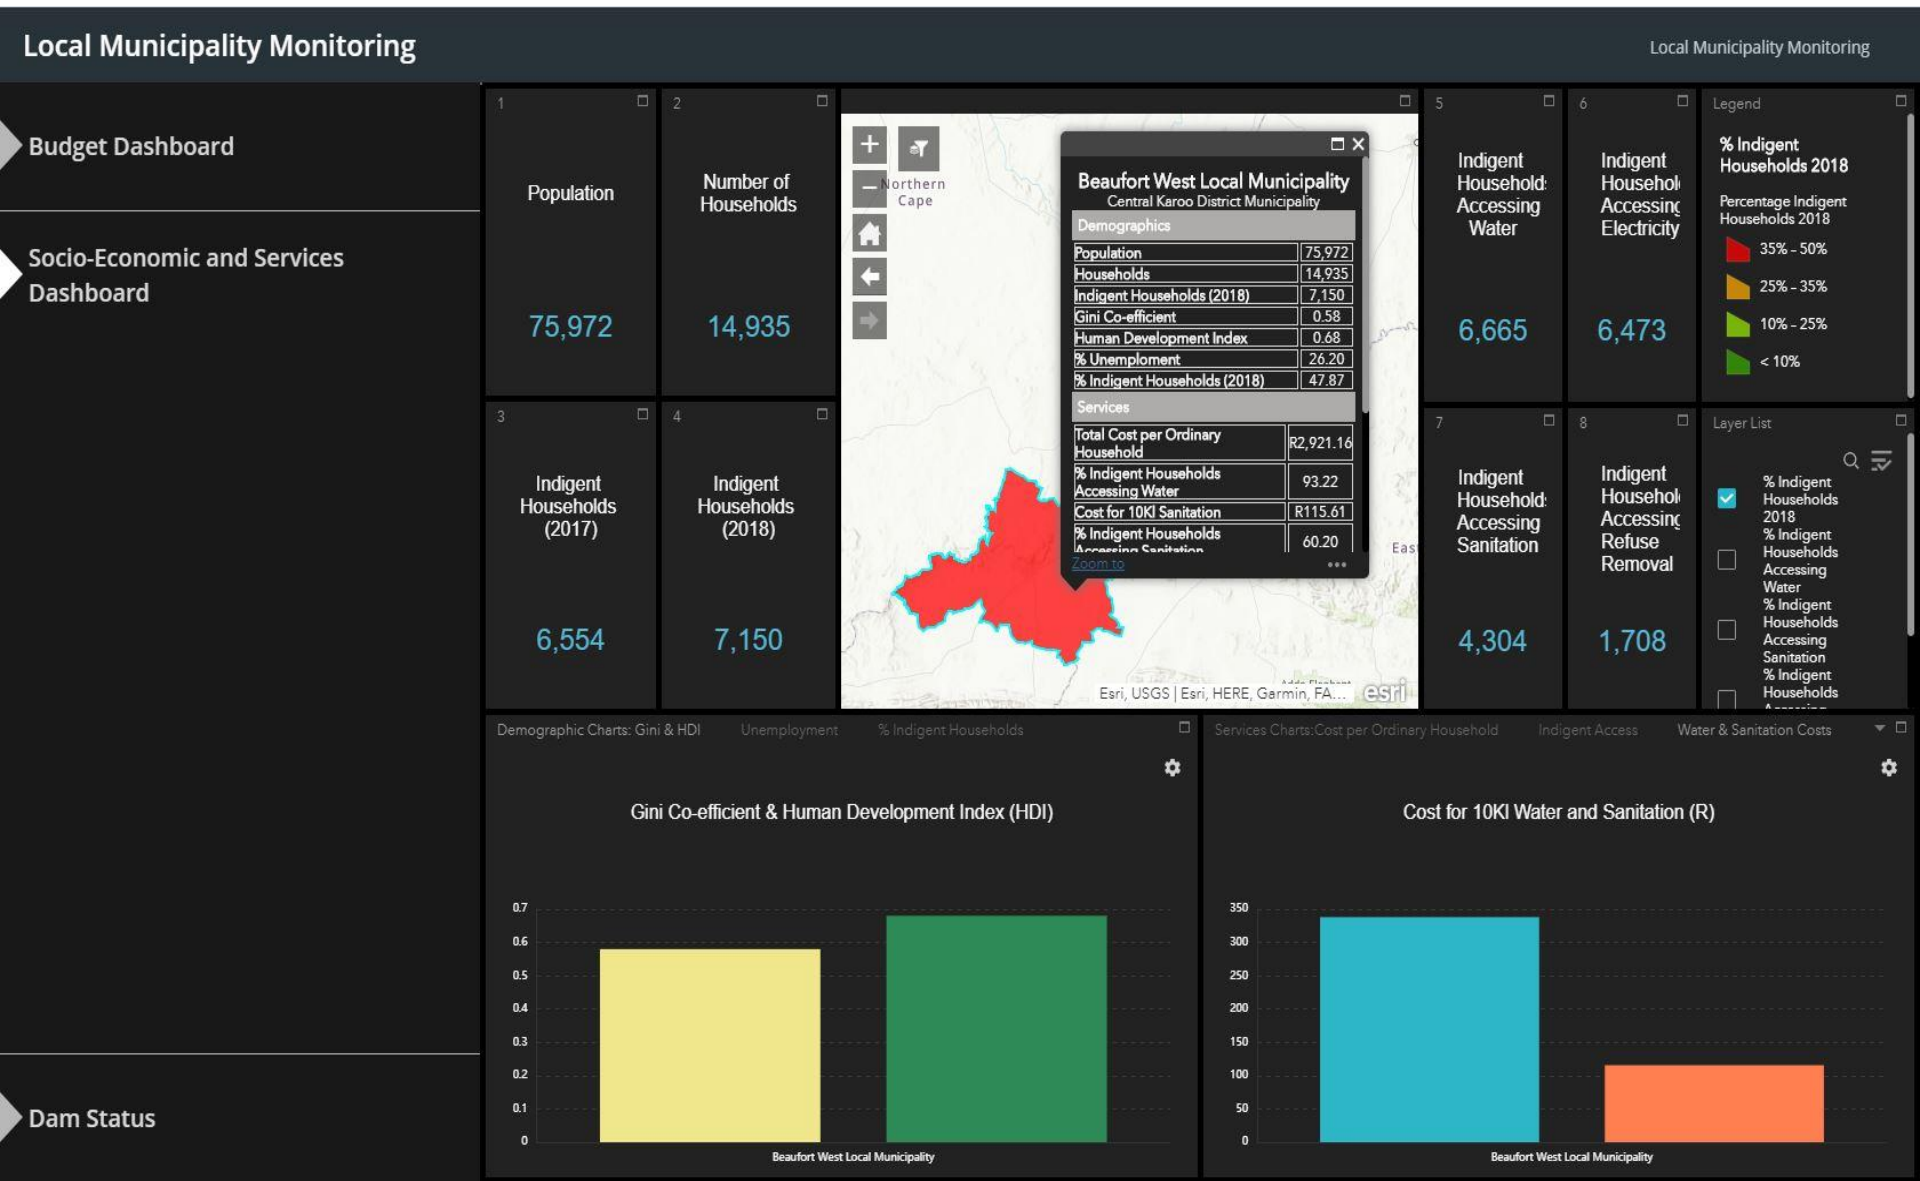 Local Municipality Monitoring
Local Municipality Monitoring
Budget Dashboard
Socio-Economic and Services
Dashboard
Dam Status
1
Population
75,972
2
Number of
Households
14,935
3
Indigent
Households
(2017)
6,554
4
Indigent
Households
(2018)
7,150
Northern
Cape
Beaufort West Local Municipality
Central Karoo District Municipality
Demographics
Population 75,972
Households 14,935
Indigent Households (2018) 7,150
Gini Co-efficient 0.58
Human Development Index 0.68
% Unemploment 26.20
% Indigent Households (2018) 47.87
Services
Total Cost per Ordinary
Household R2,921.16
% Indigent Households
Accessing Water 93.22
Cost for 10Kl Sanitation R115.61
% Indigent Households
Accessing Sanitation 60.20
Zoom to
East
Esri, USGS | Esri, HERE, Garmin, FA...
esri
5
Indigent
Household
Accessing
Water
6,665
6
Indigent
Househol
Accessing
Electricity
6,473
7
Indigent
Household
Accessing
Sanitation
4,304
8
Indigent
Househol
Accessing
Refuse
Removal
1,708
Legend
% Indigent
Households 2018
Percentage Indigent
Households 2018
35% - 50%
25% - 35%
10% - 25%
< 10%
Layer List
% Indigent
Households
2018
% Indigent
Households
Accessing
Water
% Indigent
Households
Accessing
Sanitation
% Indigent
Households
Demographic Charts: Gini & HDI Unemployment % Indigent Households
Gini Co-efficient & Human Development Index (HDI)
0.7
0.6
0.5
0.4
0.3
0.2
0.1
0
Beaufort West Local Municipality
Services Charts:Cost per Ordinary Household Indigent Access Water & Sanitation Costs
Cost for 10Kl Water and Sanitation (R)
350
300
250
200
150
100
50
0
Beaufort West Local Municipality